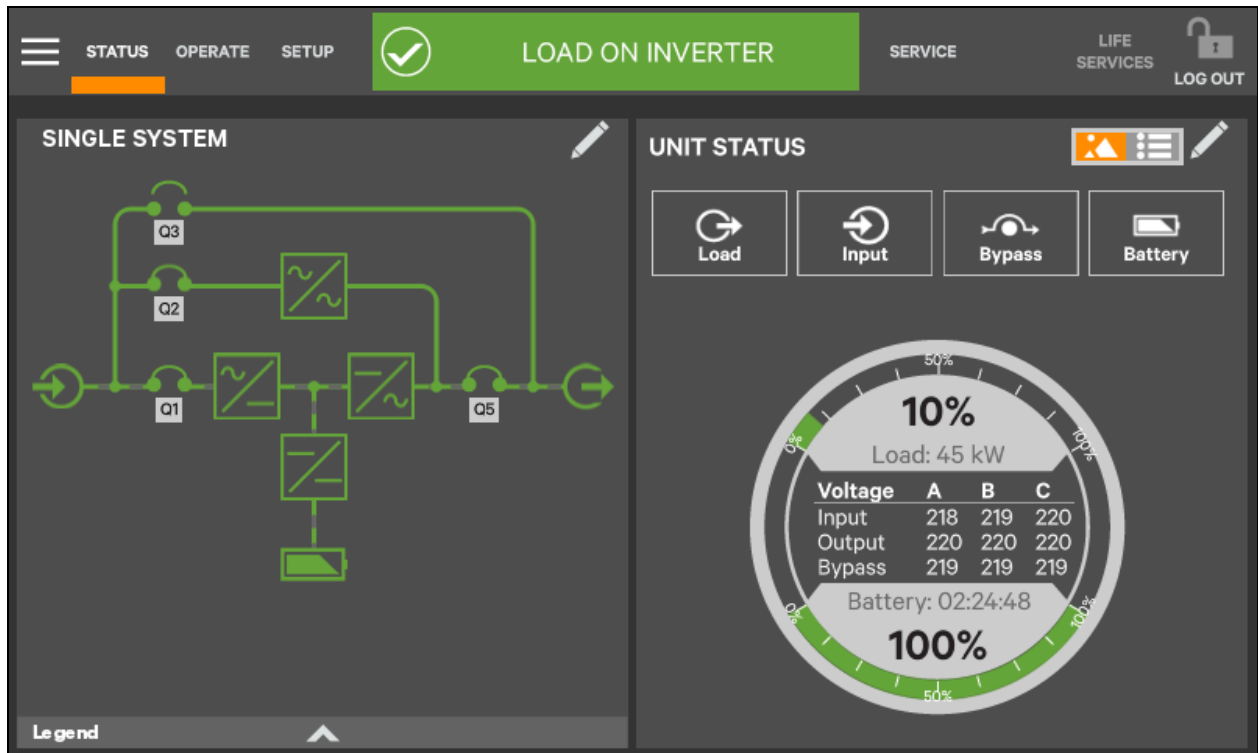 STATUS OPERATE SETUP LOAD ON INVERTER SERVICE LIFE SERVICES LOG OUT
SINGLE SYSTEM
Q3
Q2
Q1 Q5
Legend
UNIT STATUS
Load Input Bypass Battery
50%
0% 100%
10%
Load: 45 kW
Voltage A B C
Input 218 219 220
Output 220 220 220
Bypass 219 219 219
Battery: 02:24:48
100%
0% 100%
50%